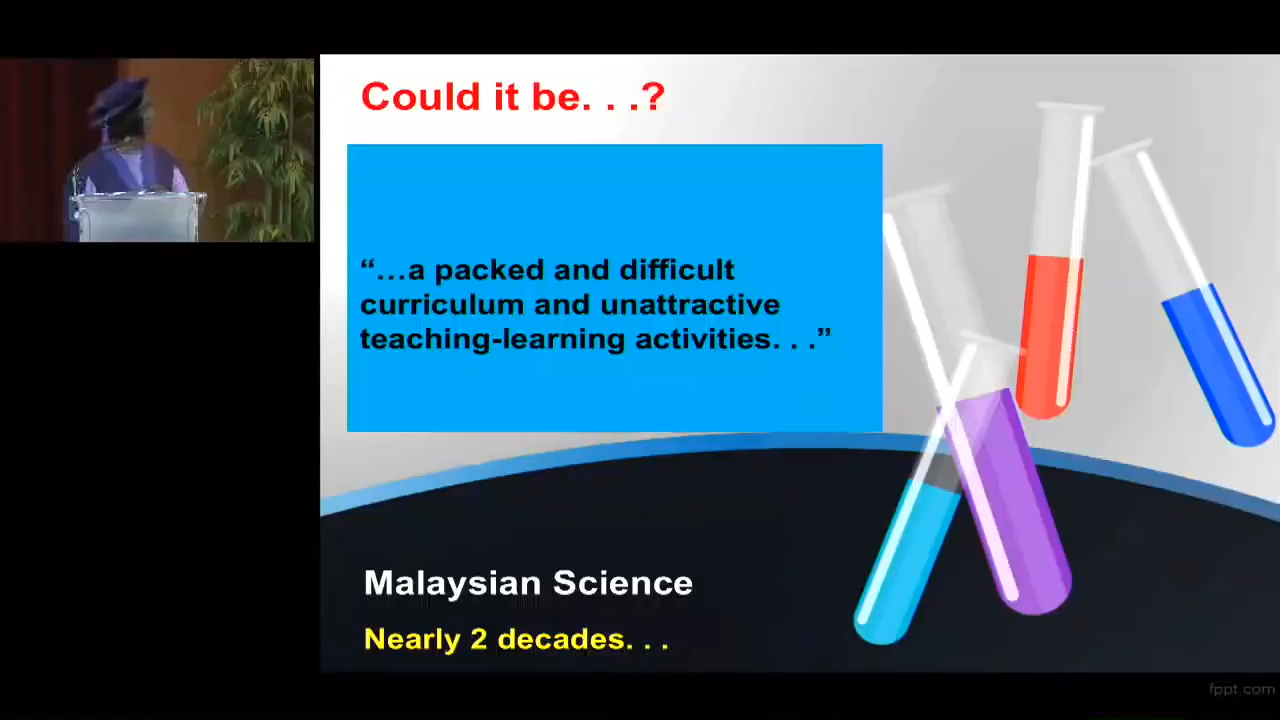 Could it be. . .?
“...a packed and difficult
curriculum and unattractive
teaching-learning activities. . .”
Malaysian Science
Nearly 2 decades. . .
fppt.com